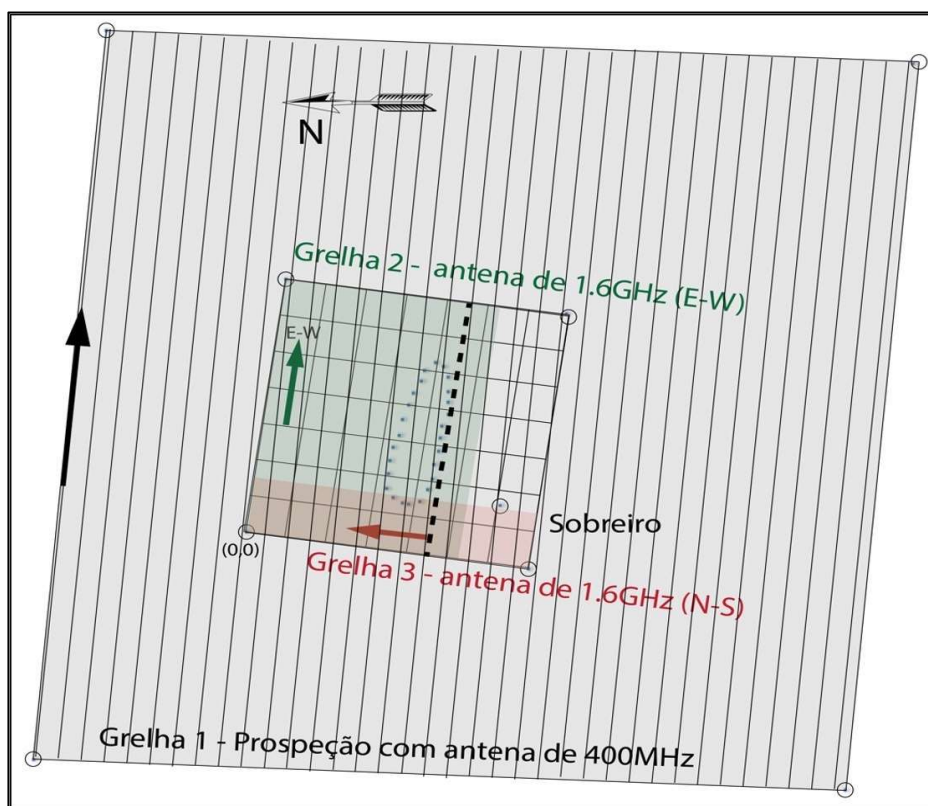 N
Grelha 2 - antena de 1.6GHz (E-W)
E-W
Sobreiro
(0,0)
Grelha 3 - antena de 1.6GHz (N-S)
Grelha 1 - Prospeção com antena de 400MHz